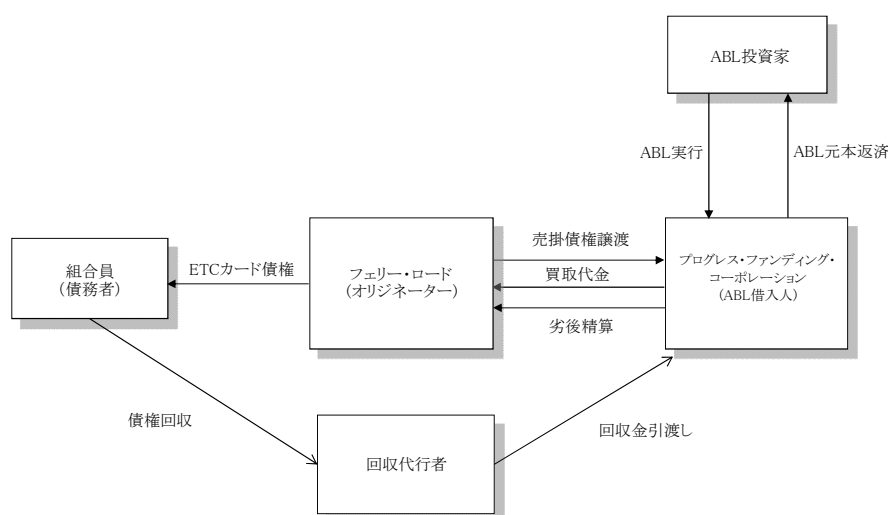 ABL投資家
ABL実行
ABL元本返済
組合員
(債務者)
ETCカード債権
フェリー・ロード
(オリジネーター)
売掛債権譲渡
買取代金
劣後精算
プログレス・ファンディング・
コーポレーション
(ABL借入人)
債権回収
回収代行者
回収金引渡し